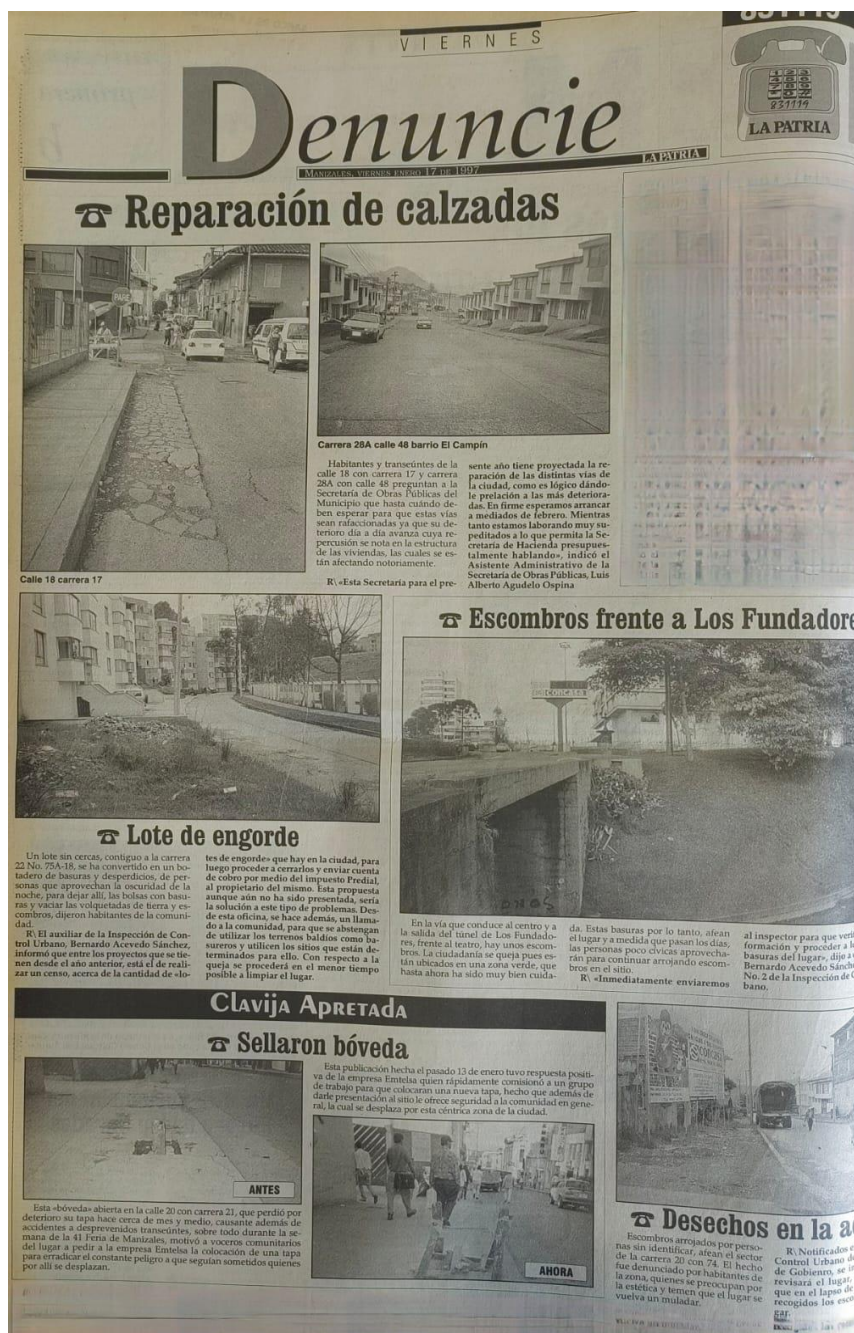 VIERNES
Denuncie
LA PATRIA
MANIZALES, VIERNES ENERO 17 DE 1997
831114
LA PATRIA
Reparación de calzadas
PARE
Calle 18 carrera 17
Carrera 28A calle 48 barrio El Campín
Habitantes y transeúntes de la
calle 18 con carrera 17 y carrera
28A con calle 48 preguntan a la
Secretaría de Obras Públicas del
Municipio que hasta cuándo de-
ben esperar para que estas vías
sean rafaccionadas ya que su de-
terioro día a día avanza cuya re-
percusión se nota en la estructura
de las viviendas, las cuales se es-
tán afectando notoriamente.
R\ «Esta Secretaría para el pre-
sente año tiene proyectada la re-
paración de las distintas vías de
la ciudad, como es lógico dándo-
le prelación a las más deteriora-
das. En firme esperamos arrancar
a mediados de febrero. Mientras
tanto estamos laborando muy su-
peditados a lo que permita la Se-
cretaría de Hacienda presupues-
talmente hablando», indicó el
Asistente Administrativo de la
Secretaría de Obras Públicas, Luis
Alberto Agudelo Ospina
Lote de engorde
Un lote sin cercas, contiguo a la carrera
22 No. 75A-18, se ha convertido en un bo-
tadero de basuras y desperdicios, de per-
sonas que aprovechan la oscuridad de la
noche, para dejar allí, las bolsas con basu-
ras y vaciar las volquetadas de tierra y es-
combros, dijeron habitantes de la comuni-
dad.
R\ El auxiliar de la Inspección de Con-
trol Urbano, Bernardo Acevedo Sánchez,
informó que entre los proyectos que se tie-
nen desde el año anterior, está el de reali-
zar un censo, acerca de la cantidad de «lo-
tes de engorde» que hay en la ciudad, para
luego proceder a cerrarlos y enviar cuenta
de cobro por medio del impuesto Predial,
al propietario del mismo. Esta propuesta
aunque aún no ha sido presentada, sería
la solución a este tipo de problemas. Des-
de esta oficina, se hace además, un llama-
do a la comunidad, para que se abstengan
de utilizar los terrenos baldíos como ba-
sureros y utilicen los sitios que están de-
terminados para ello. Con respecto a la
queja se procederá en el menor tiempo
posible a limpiar el lugar.
Escombros frente a Los Fundadore
CONCASA
En la vía que conduce al centro y a
la salida del túnel de Los Fundado-
res, frente al teatro, hay unos escom-
bros. La ciudadanía se queja pues es-
tán ubicados en una zona verde, que
hasta ahora ha sido muy bien cuida-
da. Estas basuras por lo tanto, afean
el lugar y a medida que pasan los días,
las personas poco cívicas aprovecha-
rán para continuar arrojando escom-
bros en el sitio.
R\ «Inmediatamente enviaremos
al inspector para que veri
formación y proceder a l
basuras del lugar», dijo
Bernardo Acevedo Sánche
No. 2 de la Inspección de
bano.
CLAVIJA APRETADA
Sellaron bóveda
ANTES
Esta «bóveda» abierta en la calle 20 con carrera 21, que perdió por
deterioro su tapa hace cerca de mes y medio, causante además de
accidentes a desprevenidos transeúntes, sobre todo durante la se-
mana de la 41 Feria de Manizales, motivó a voceros comunitarios
del lugar a pedir a la empresa Emtelsa la colocación de una tapa
para erradicar el constante peligro a que seguían sometidos quienes
por allí se desplazan.
Esta publicación hecha el pasado 13 de enero tuvo respuesta positi-
va de la empresa Emtelsa quien rápidamente comisionó a un grupo
de trabajo para que colocaran una nueva tapa, hecho que además de
darle presentación al sitio le ofrece seguridad a la comunidad en gene-
ral, la cual se desplaza por esta céntrica zona de la ciudad.
AHORA
CONCASA
Desechos en la a
Escombros arrojados por perso-
nas sin identificar, afean el sector
de la carrera 20 con 74. El hecho
fue denunciado por habitantes de
la zona, quienes se preocupan por
la estética y temen que el lugar se
vuelva un muladar.
R\ Notificados
Control Urbano
de Gobierno, se
revisará el lugar,
que en el lapso de
recogidos los esco
gar.